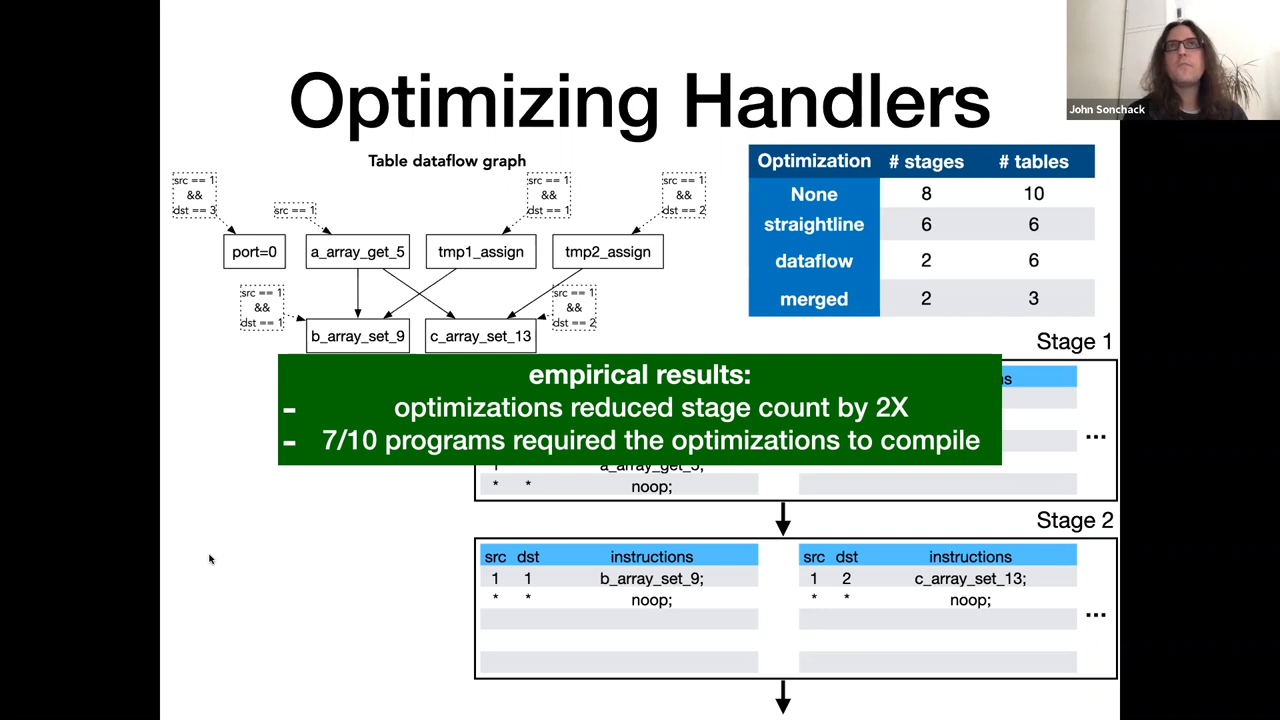 John Sonchack
Optimizing Handlers
Table dataflow graph
src == 1
&&
dst == 3
src == 1
src == 1
&&
dst == 1
src == 1
&&
dst == 2
port=0
a_array_get_5
tmp1_assign
tmp2_assign
src == 1
&&
dst == 1
src == 1
&&
dst == 2
b_array_set_9
c_array_set_13
Optimization # stages # tables
None 8 10
straightline 6 6
dataflow 2 6
merged 2 3
Stage 1
empirical results:
- optimizations reduced stage count by 2X
- 7/10 programs required the optimizations to compile
...
* * noop;
Stage 2
src dst instructions src dst instructions
1 1 b_array_set_9; 1 2 c_array_set_13;
* * noop; * * noop;
...